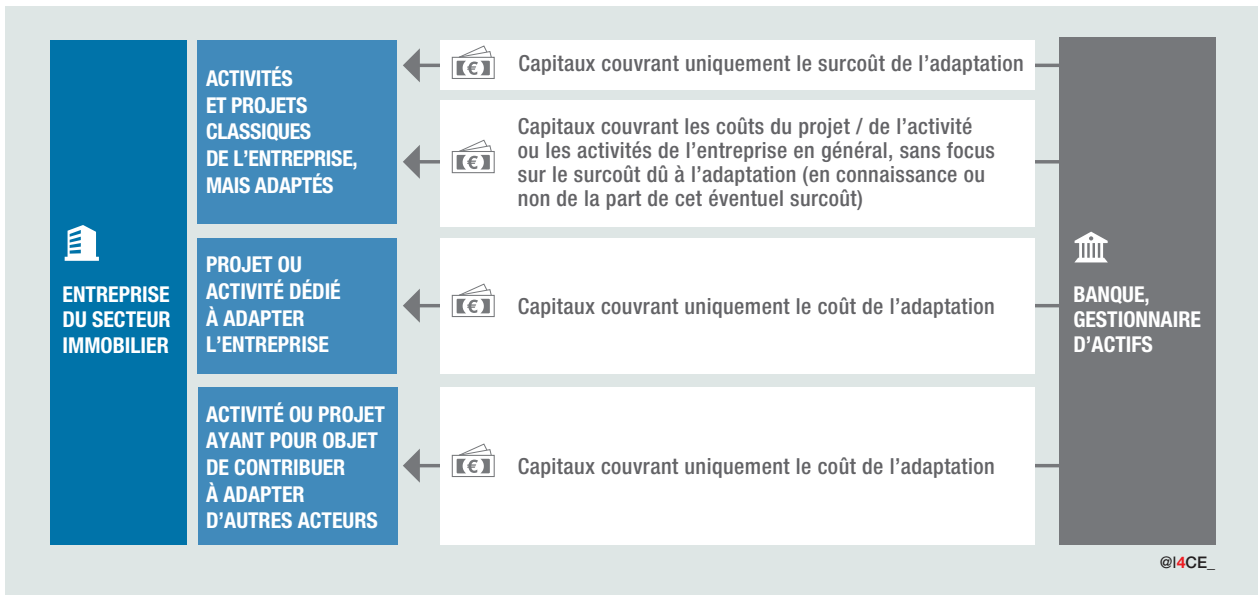 ENTREPRISE
DU SECTEUR
IMMOBILIER
ACTIVITÉS
ET PROJETS
CLASSIQUES
DE L'ENTREPRISE,
MAIS ADAPTÉS
€
Capitaux couvrant uniquement le surcoût de l'adaptation
€
Capitaux couvrant les coûts du projet / de l'activité
ou les activités de l'entreprise en général, sans focus
sur le surcoût dû à l'adaptation (en connaissance ou
non de la part de cet éventuel surcoût)
PROJET OU
ACTIVITÉ DÉDIÉ
À ADAPTER
L'ENTREPRISE
€
Capitaux couvrant uniquement le coût de l'adaptation
ACTIVITÉ OU PROJET
AYANT POUR OBJET
DE CONTRIBUER
À ADAPTER
D'AUTRES ACTEURS
€
Capitaux couvrant uniquement le coût de l'adaptation
BANQUE,
GESTIONNAIRE
D'ACTIFS
@I4CE_